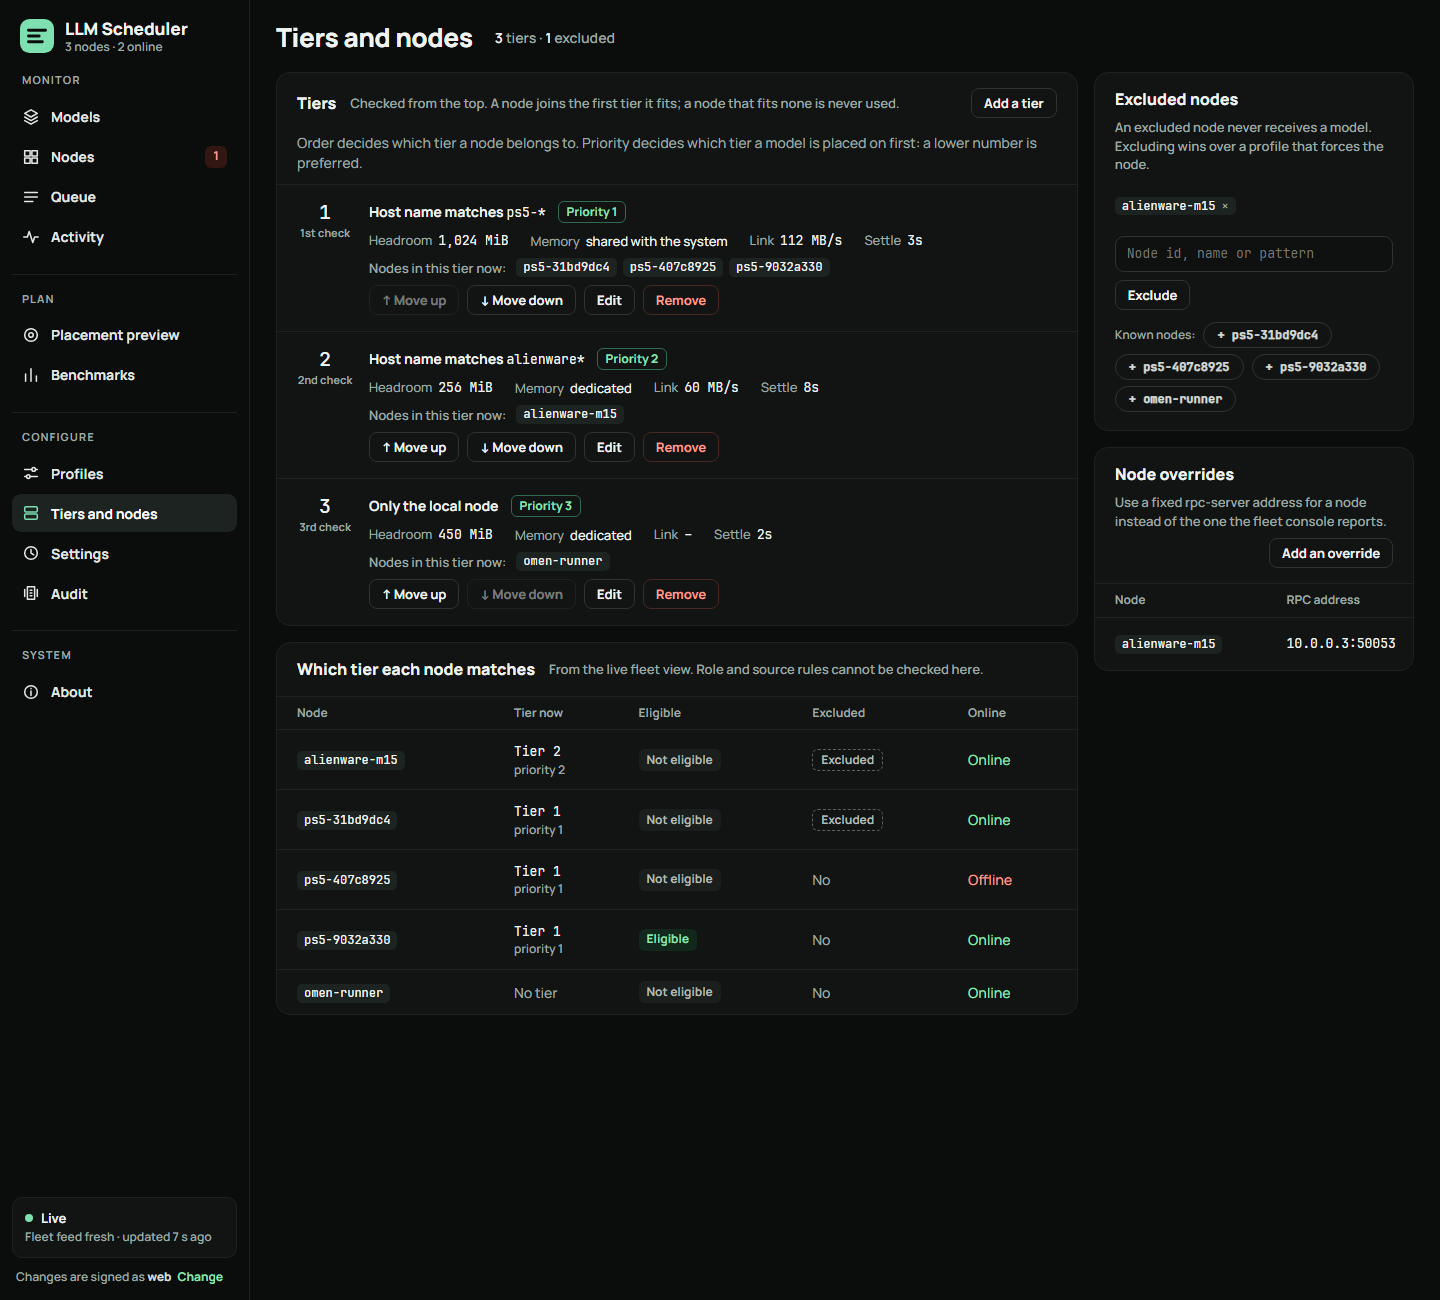 LLM Scheduler
3 nodes · 2 online
MONITOR
Models
Nodes 1
Queue
Activity
PLAN
Placement preview
Benchmarks
CONFIGURE
Profiles
Tiers and nodes
Settings
Audit
SYSTEM
About
Live
Fleet feed fresh · updated 7 s ago
Changes are signed as web Change
Tiers and nodes 3 tiers · 1 excluded
Tiers Checked from the top. A node joins the first tier it fits; a node that fits none is never used. Add a tier
Order decides which tier a node belongs to. Priority decides which tier a model is placed on first: a lower number is
preferred.
1 Host name matches ps5-* Priority 1
1st check
Headroom 1,024 MiB Memory shared with the system Link 112 MB/s Settle 3s
Nodes in this tier now: ps5-31bd9dc4 ps5-407c8925 ps5-9032a330
↑ Move up ↓ Move down Edit Remove
2 Host name matches alienware* Priority 2
2nd check
Headroom 256 MiB Memory dedicated Link 60 MB/s Settle 8s
Nodes in this tier now: alienware-m15
↑ Move up ↓ Move down Edit Remove
3 Only the local node Priority 3
3rd check
Headroom 450 MiB Memory dedicated Link – Settle 2s
Nodes in this tier now: omen-runner
↑ Move up ↓ Move down Edit Remove
Which tier each node matches From the live fleet view. Role and source rules cannot be checked here.
Node Tier now Eligible Excluded Online
alienware-m15 Tier 2 Not eligible Excluded Online
priority 2
ps5-31bd9dc4 Tier 1 Not eligible Excluded Online
priority 1
ps5-407c8925 Tier 1 Not eligible No Offline
priority 1
ps5-9032a330 Tier 1 Eligible No Online
priority 1
omen-runner No tier Not eligible No Online
Excluded nodes
An excluded node never receives a model.
Excluding wins over a profile that forces the
node.
alienware-m15 ×
Node id, name or pattern
Exclude
Known nodes: + ps5-31bd9dc4
+ ps5-407c8925 + ps5-9032a330
+ omen-runner
Node overrides
Use a fixed rpc-server address for a node
instead of the one the fleet console reports.
Add an override
Node RPC address
alienware-m15 10.0.0.3:50053